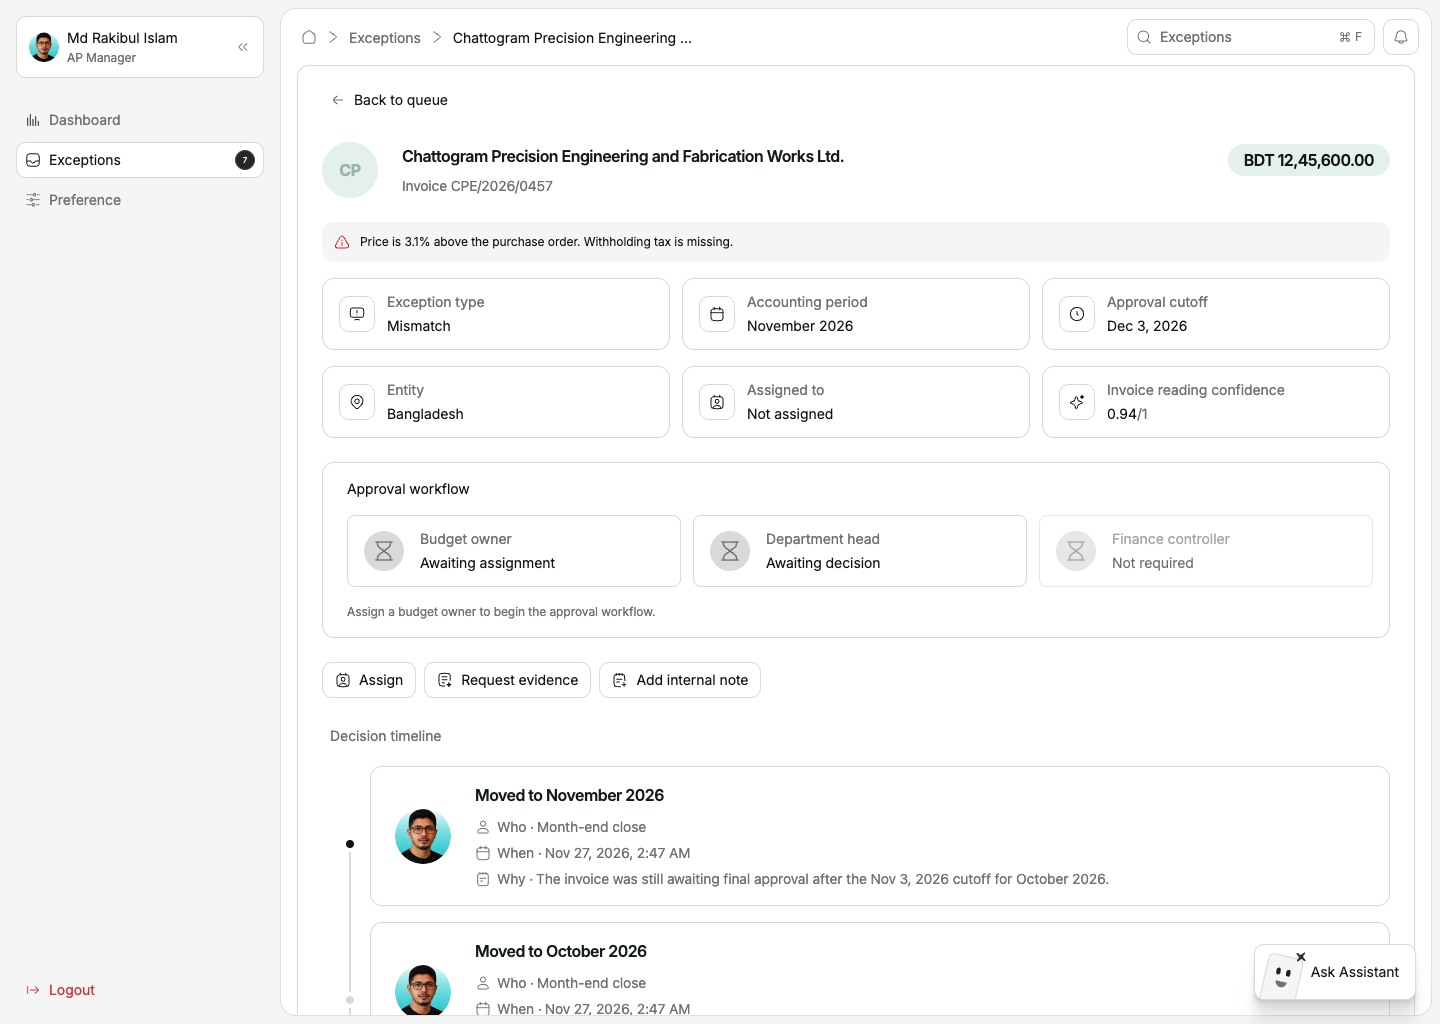 Md Rakibul Islam
AP Manager
Dashboard
Exceptions
7
Preference
Logout
Exceptions
Chattogram Precision Engineering ...
Exceptions
⌘ F
Back to queue
CP
Chattogram Precision Engineering and Fabrication Works Ltd.
Invoice CPE/2026/0457
BDT 12,45,600.00
Price is 3.1% above the purchase order. Withholding tax is missing.
Exception type
Mismatch
Accounting period
November 2026
Approval cutoff
Dec 3, 2026
Entity
Bangladesh
Assigned to
Not assigned
Invoice reading confidence
0.94/1
Approval workflow
Budget owner
Awaiting assignment
Department head
Awaiting decision
Finance controller
Not required
Assign a budget owner to begin the approval workflow.
Assign
Request evidence
Add internal note
Decision timeline
Moved to November 2026
Who · Month-end close
When · Nov 27, 2026, 2:47 AM
Why · The invoice was still awaiting final approval after the Nov 3, 2026 cutoff for October 2026.
Moved to October 2026
Who · Month-end close
When · Nov 27, 2026, 2:47 AM
Ask Assistant